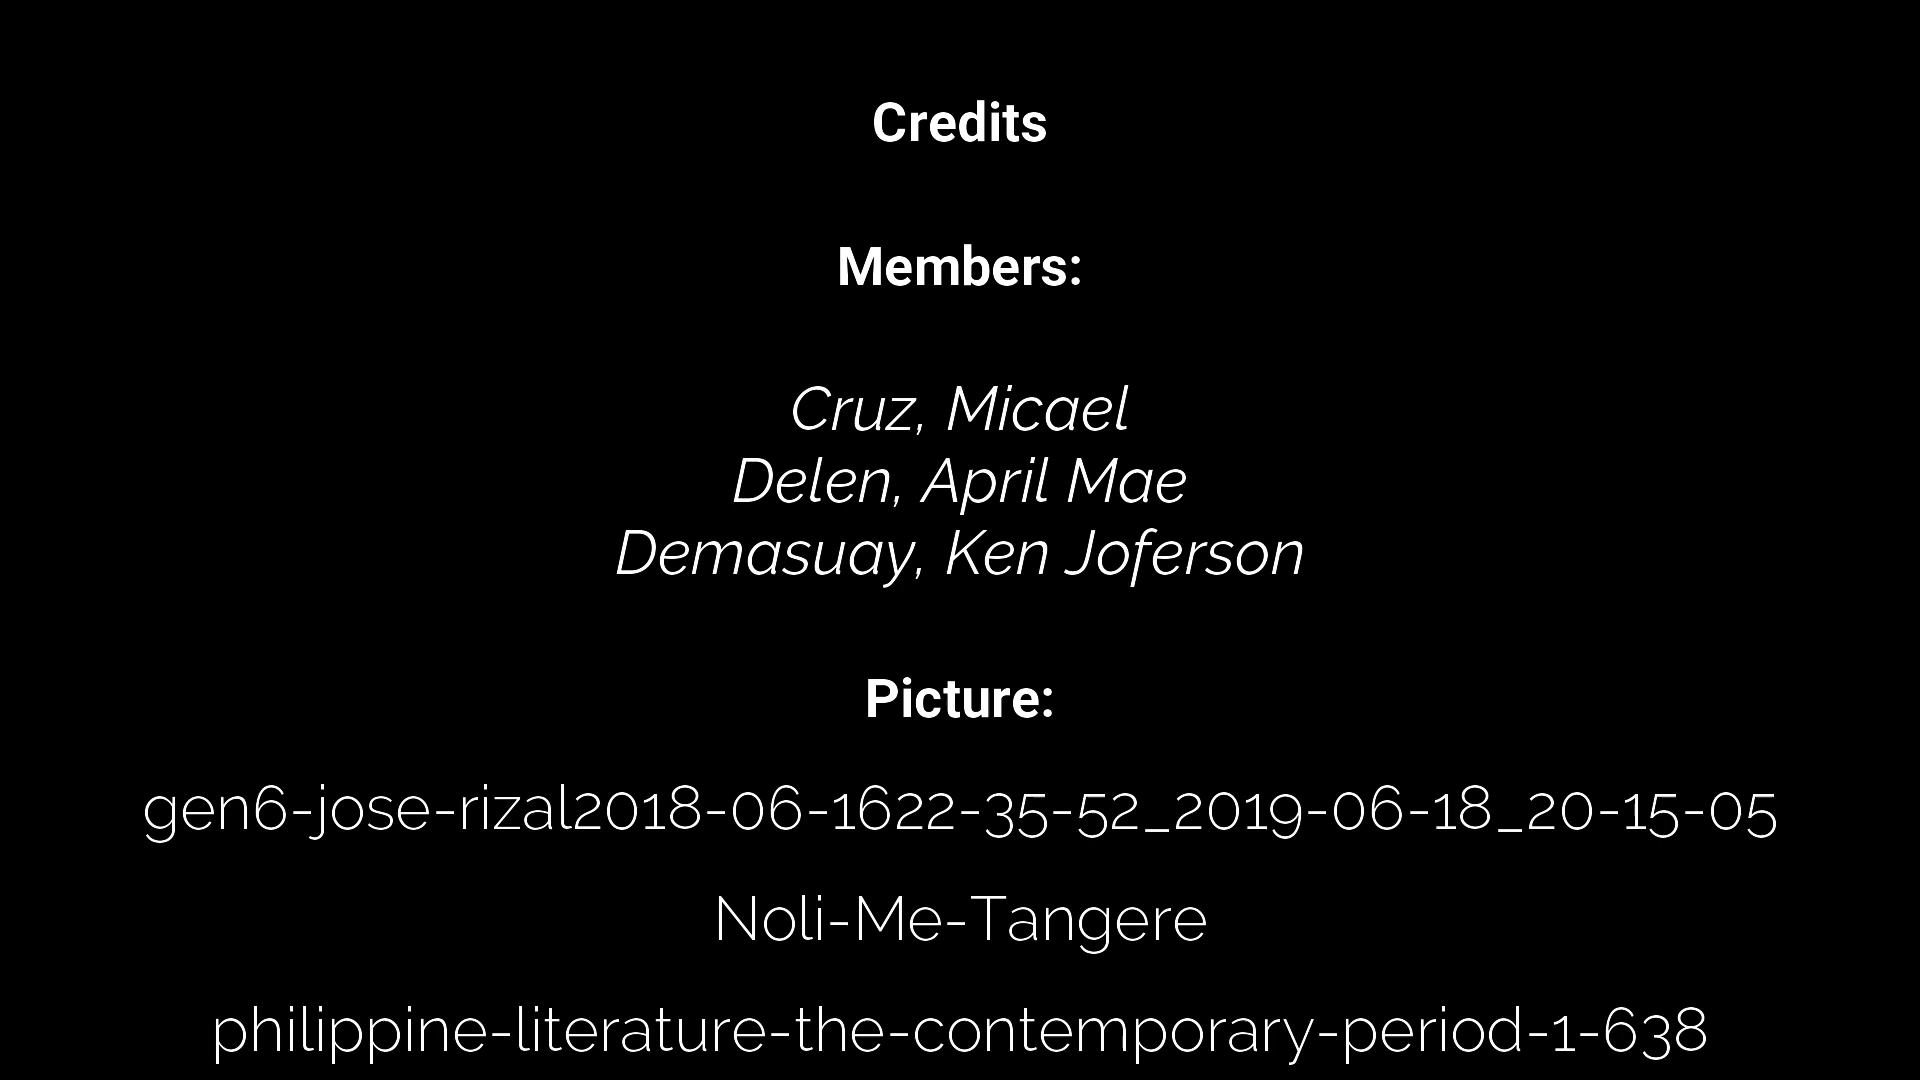 Credits
Members:
Cruz, Micael
Delen, April Mae
Demasuay, Ken Joferson
Picture:
gen6-jose-rizal2018-06-1622-35-52_2019-06-18_20-15-05
Noli-Me-Tangere
philippine-literature-the-contemporary-period-1-638